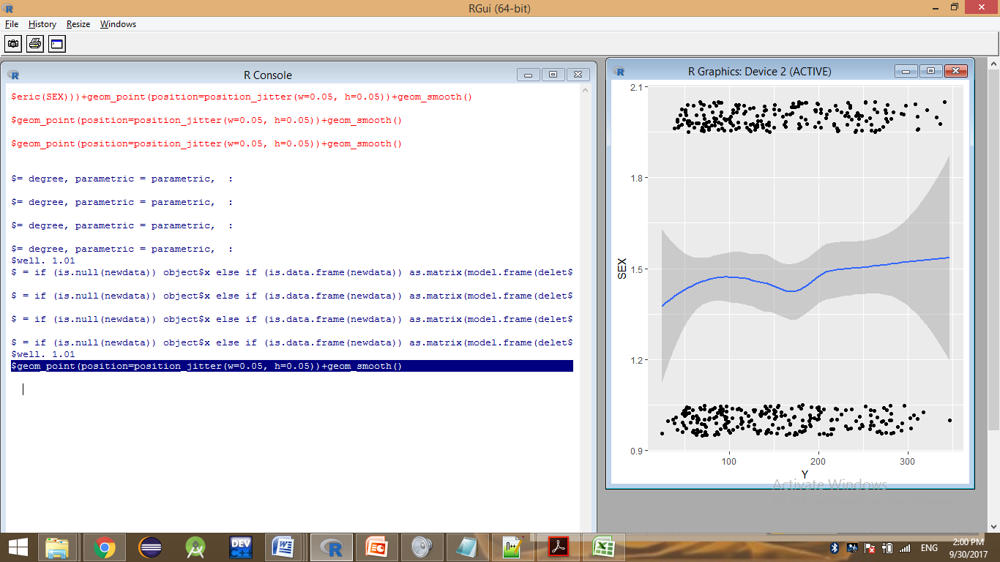 RGui (64-bit)
File History Resize Windows
R Console
$eric(SEX)))+geom_point(position=position_jitter(w=0.05, h=0.05))+geom_smooth()
$geom_point(position=position_jitter(w=0.05, h=0.05))+geom_smooth()
$geom_point(position=position_jitter(w=0.05, h=0.05))+geom_smooth()
$= degree, parametric = parametric,  :
$= degree, parametric = parametric,  :
$= degree, parametric = parametric,  :
$= degree, parametric = parametric,  :
$well. 1.01
$ = if (is.null(newdata)) object$x else if (is.data.frame(newdata)) as.matrix(model.frame(delet$
$ = if (is.null(newdata)) object$x else if (is.data.frame(newdata)) as.matrix(model.frame(delet$
$ = if (is.null(newdata)) object$x else if (is.data.frame(newdata)) as.matrix(model.frame(delet$
$ = if (is.null(newdata)) object$x else if (is.data.frame(newdata)) as.matrix(model.frame(delet$
$well. 1.01
$geom_point(position=position_jitter(w=0.05, h=0.05))+geom_smooth()
R Graphics: Device 2 (ACTIVE)
2.1
1.8
1.5
1.2
0.9
SEX
100 200 300
Y
Activate Windows
DEV C++
ENG
2:00 PM
9/30/2017